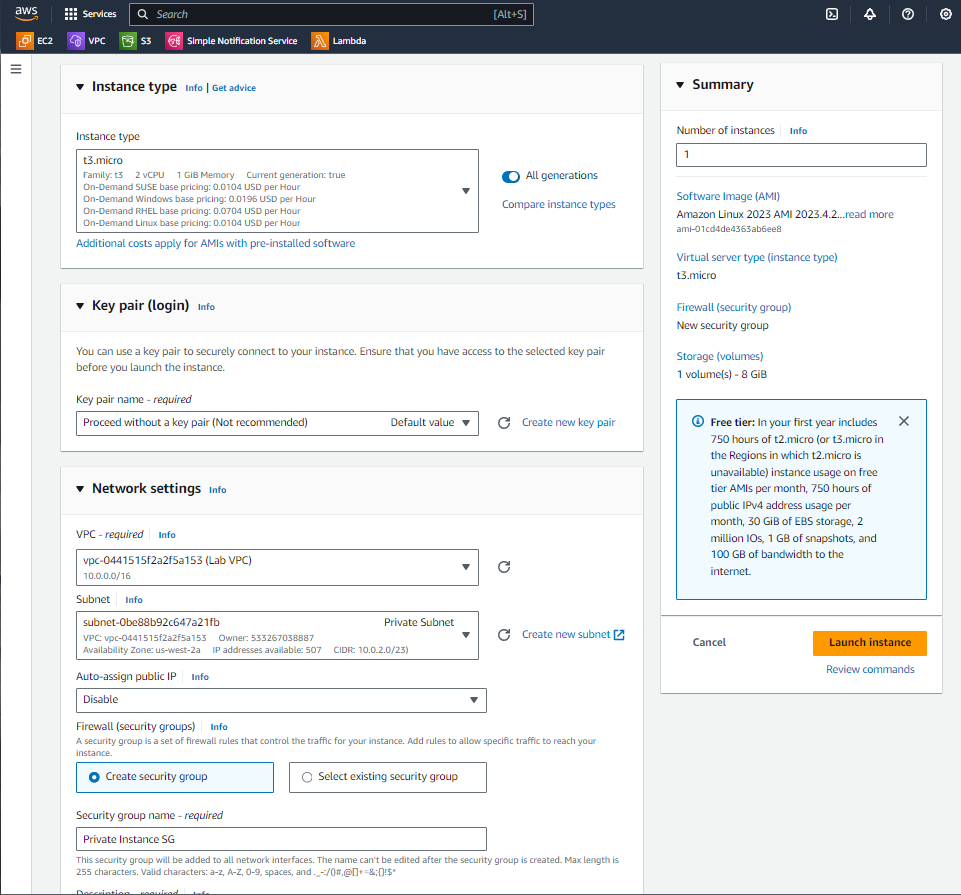 aws
Services
Search
[Alt+S]
EC2
VPC
S3
Simple Notification Service
Lambda
Instance type Info | Get advice
Instance type
t3.micro
Family: t3 2 vCPU 1 GiB Memory Current generation: true
On-Demand SUSE base pricing: 0.0104 USD per Hour
On-Demand Windows base pricing: 0.0196 USD per Hour
On-Demand RHEL base pricing: 0.0704 USD per Hour
On-Demand Linux base pricing: 0.0104 USD per Hour
All generations
Compare instance types
Additional costs apply for AMIs with pre-installed software
Key pair (login) Info
You can use a key pair to securely connect to your instance. Ensure that you have access to the selected key pair
before you launch the instance.
Key pair name - required
Proceed without a key pair (Not recommended) Default value
Create new key pair
Network settings Info
VPC - required Info
vpc-0441515f2a2f5a153 (Lab VPC)
10.0.0.0/16
Subnet Info
subnet-0be88b92c647a21fb Private Subnet
VPC: vpc-0441515f2a2f5a153 Owner: 533267038887
Availability Zone: us-west-2a IP addresses available: 507 CIDR: 10.0.2.0/23)
Create new subnet
Auto-assign public IP Info
Disable
Firewall (security groups) Info
A security group is a set of firewall rules that control the traffic for your instance. Add rules to allow specific traffic to reach your
instance.
Create security group
Select existing security group
Security group name - required
Private Instance SG
This security group will be added to all network interfaces. The name can't be edited after the security group is created. Max length is
255 characters. Valid characters: a-z, A-Z, 0-9, spaces, and ._-:/()#,@[]+=&;{}!$*
Description - required Info
Summary
Number of instances Info
1
Software Image (AMI)
Amazon Linux 2023 AMI 2023.4.2...read more
ami-01cd4de4363ab6ee8
Virtual server type (instance type)
t3.micro
Firewall (security group)
New security group
Storage (volumes)
1 volume(s) - 8 GiB
Free tier: In your first year includes
750 hours of t2.micro (or t3.micro in
the Regions in which t2.micro is
unavailable) instance usage on free
tier AMIs per month, 750 hours of
public IPv4 address usage per
month, 30 GiB of EBS storage, 2
million IOs, 1 GB of snapshots, and
100 GB of bandwidth to the
internet.
Cancel
Launch instance
Review commands